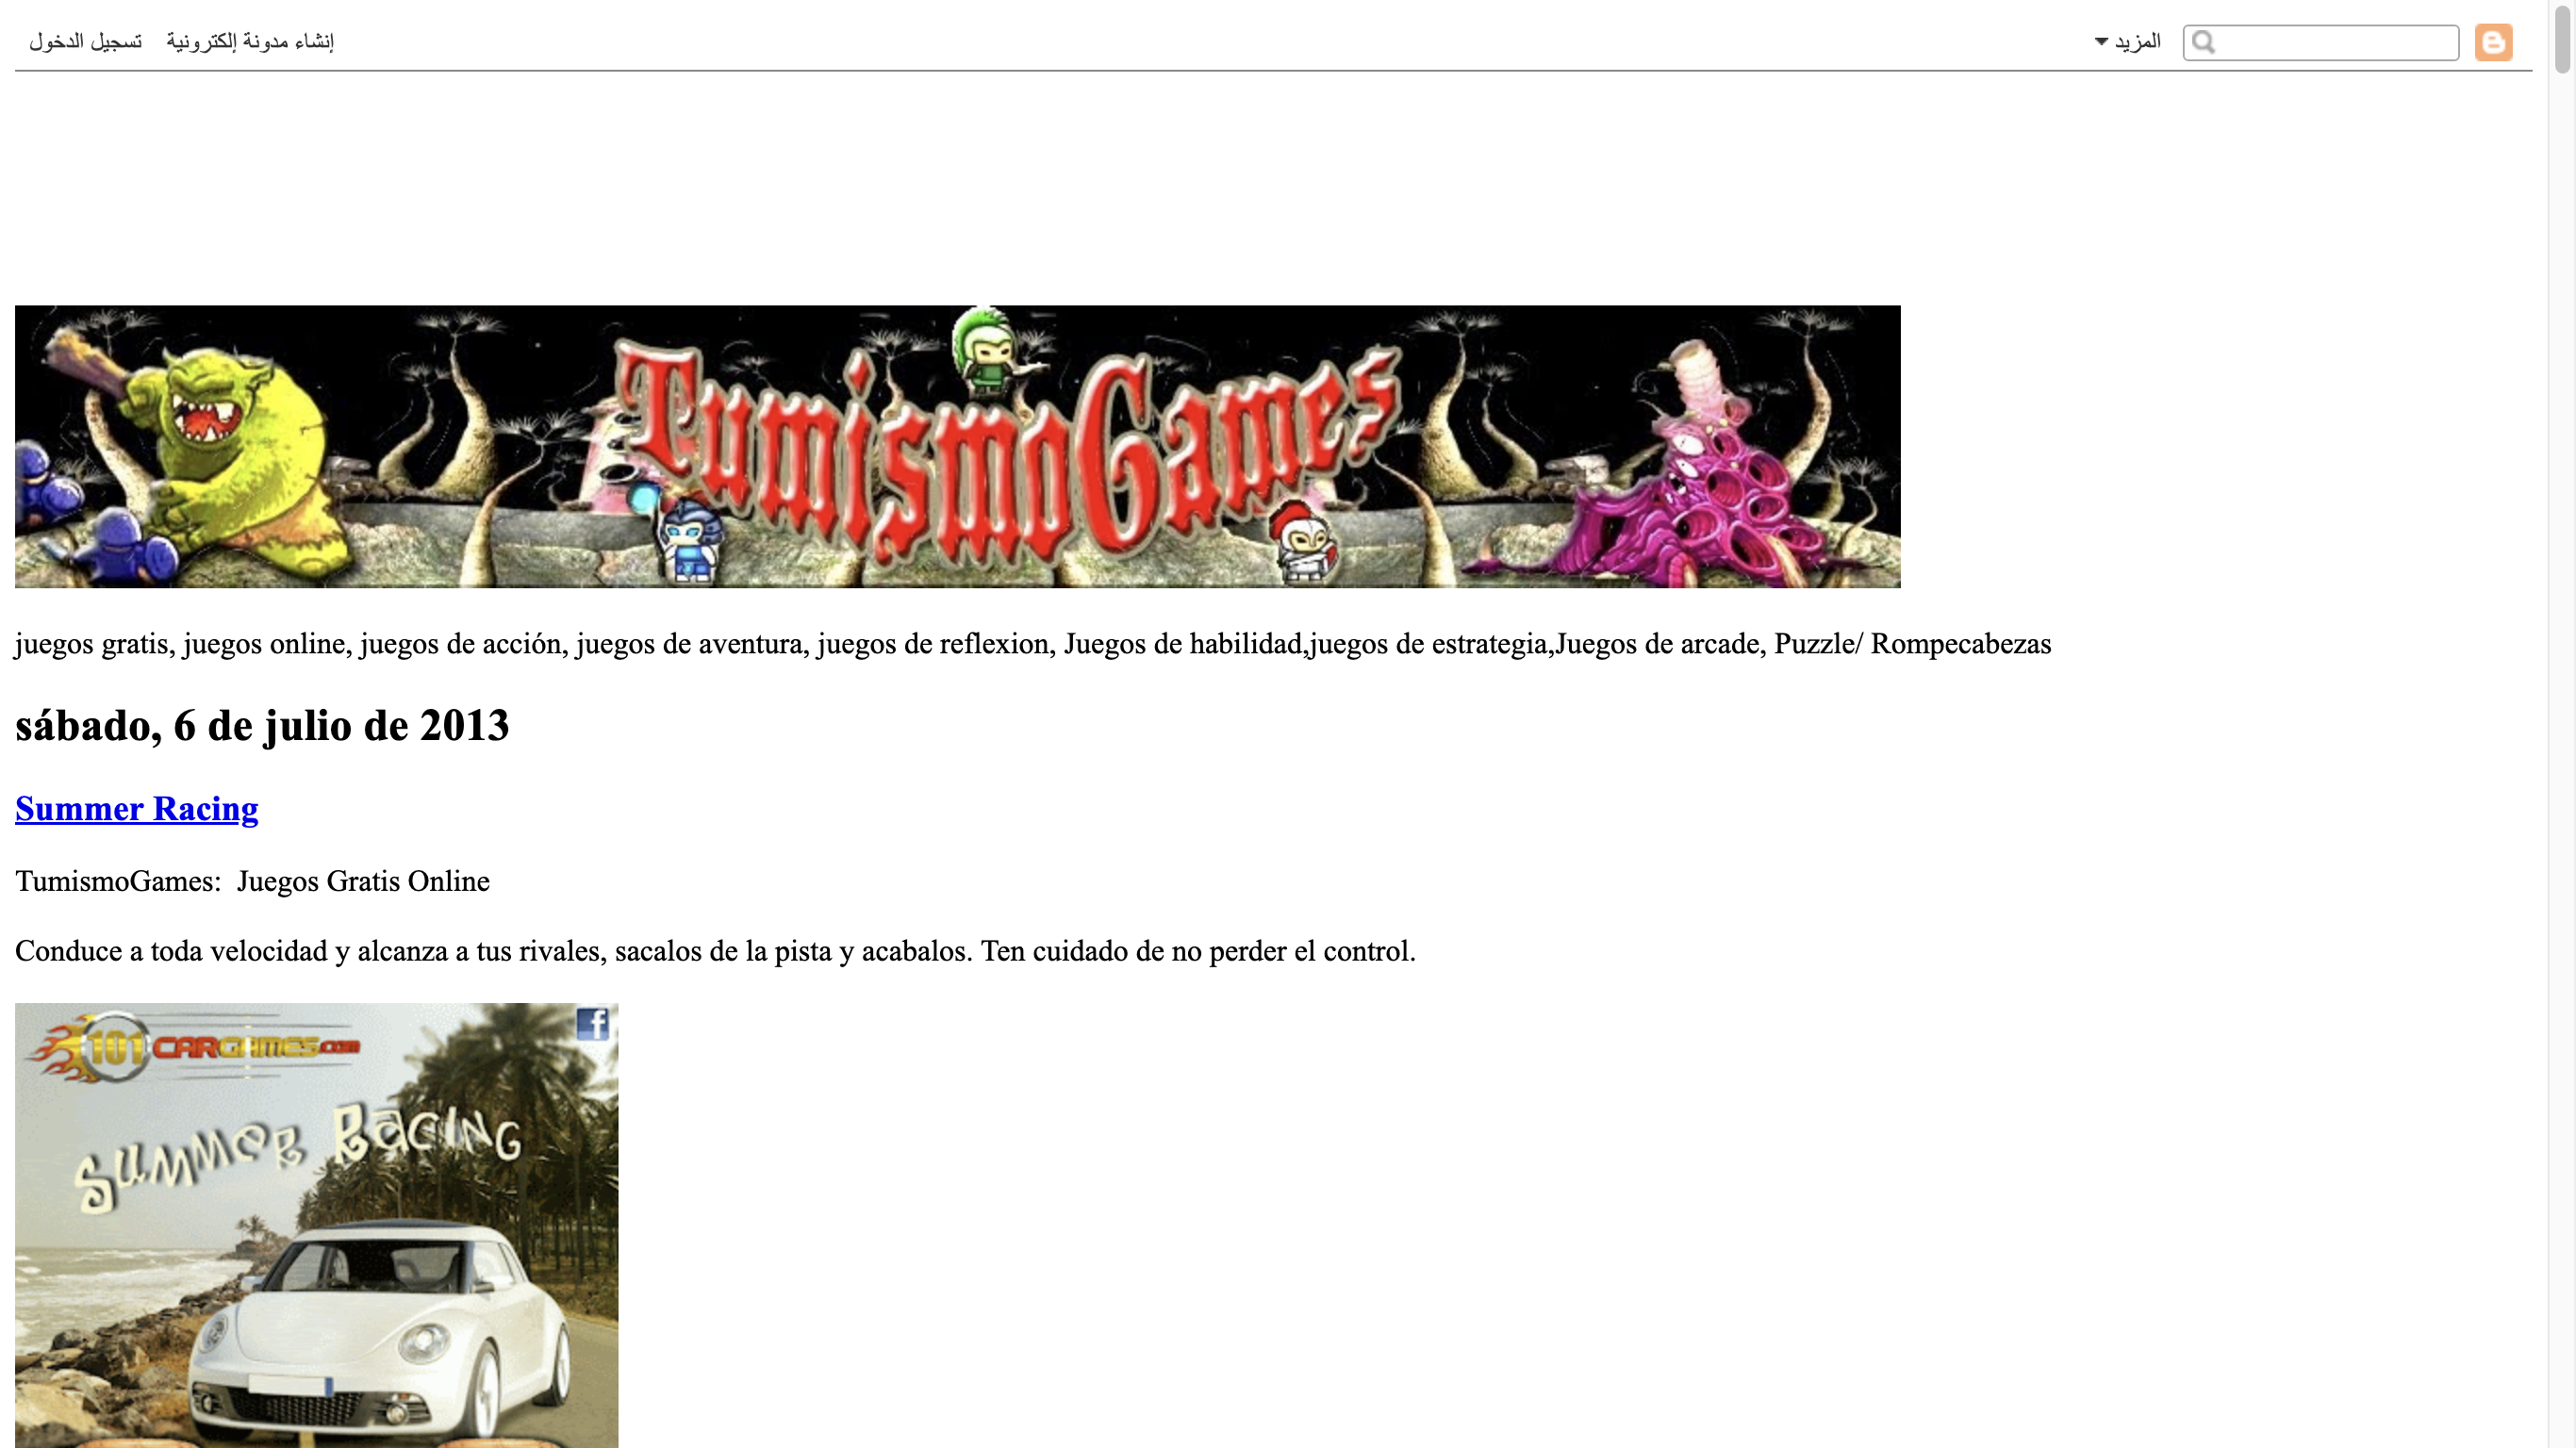 تسجيل الدخول إنشاء مدونة إلكترونية المزيد
TumismoGames
juegos gratis, juegos online, juegos de acción, juegos de aventura, juegos de reflexion, Juegos de habilidad,juegos de estrategia,Juegos de arcade, Puzzle/ Rompecabezas
sábado, 6 de julio de 2013
Summer Racing
TumismoGames:  Juegos Gratis Online
Conduce a toda velocidad y alcanza a tus rivales, sacalos de la pista y acabalos. Ten cuidado de no perder el control.
101 CARGAMES.com
Summer Racing